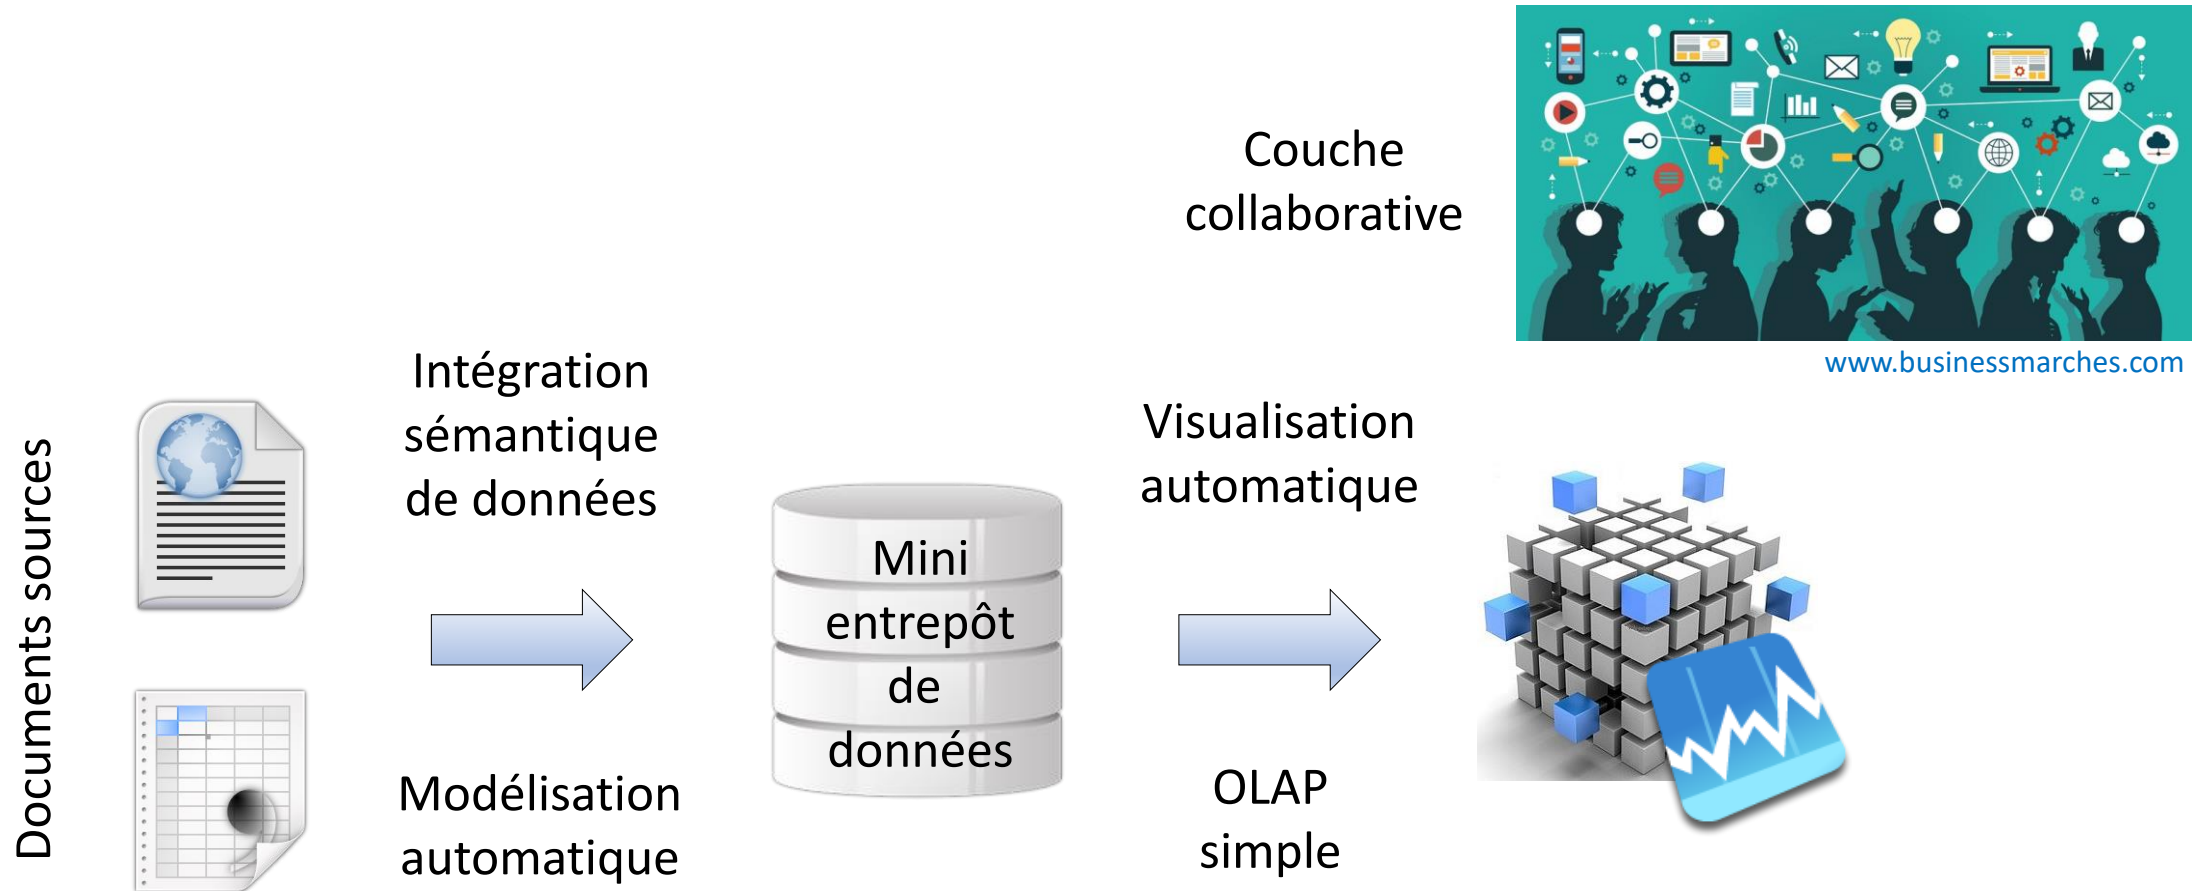 Couche
collaborative
www.businessmarches.com
Documents sources
Intégration
sémantique
de données
Modélisation
automatique
Mini
entrepôt
de
données
Visualisation
automatique
OLAP
simple